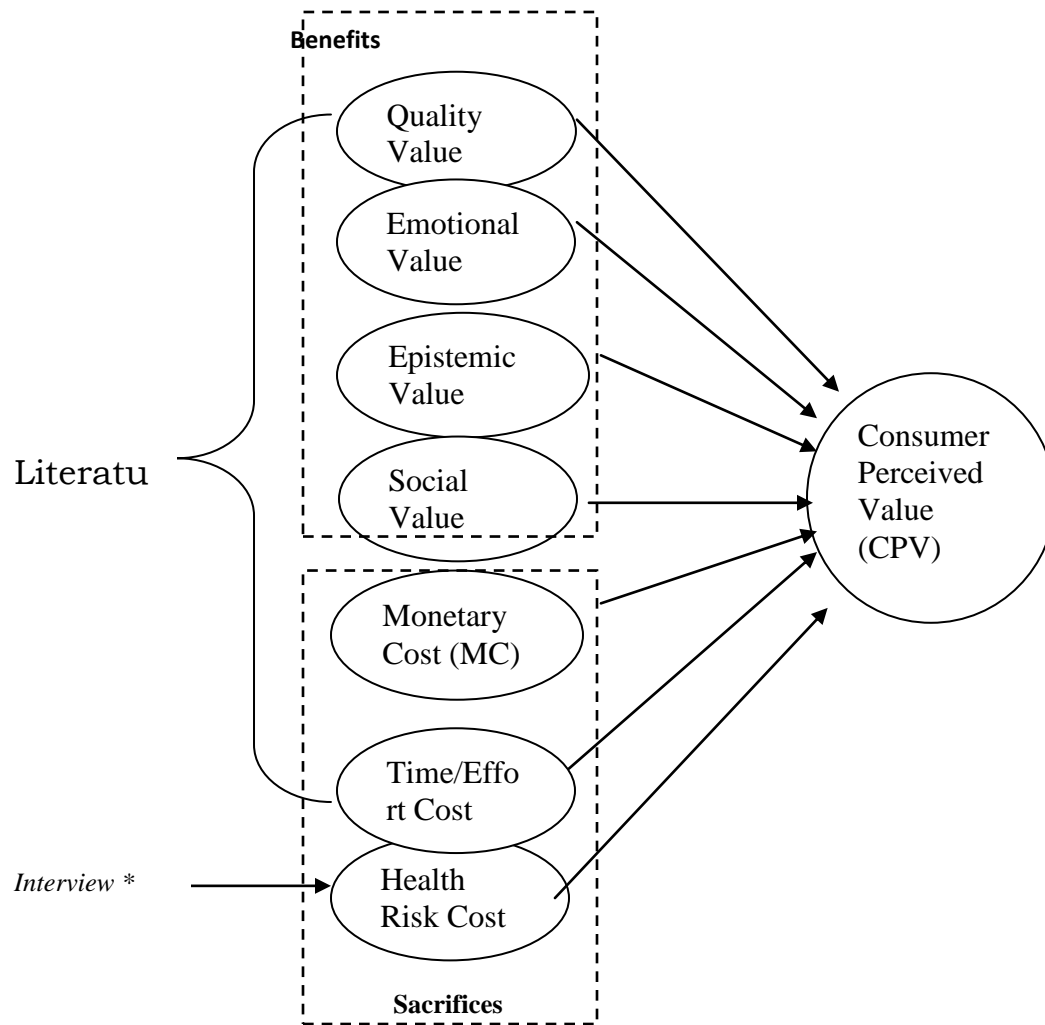 Benefits
Quality
Value
Emotional
Value
Epistemic
Value
Social
Value
Literatu
Consumer
Perceived
Value
(CPV)
Monetary
Cost (MC)
Time/Effo
rt Cost
Interview *
Health
Risk Cost
Sacrifices